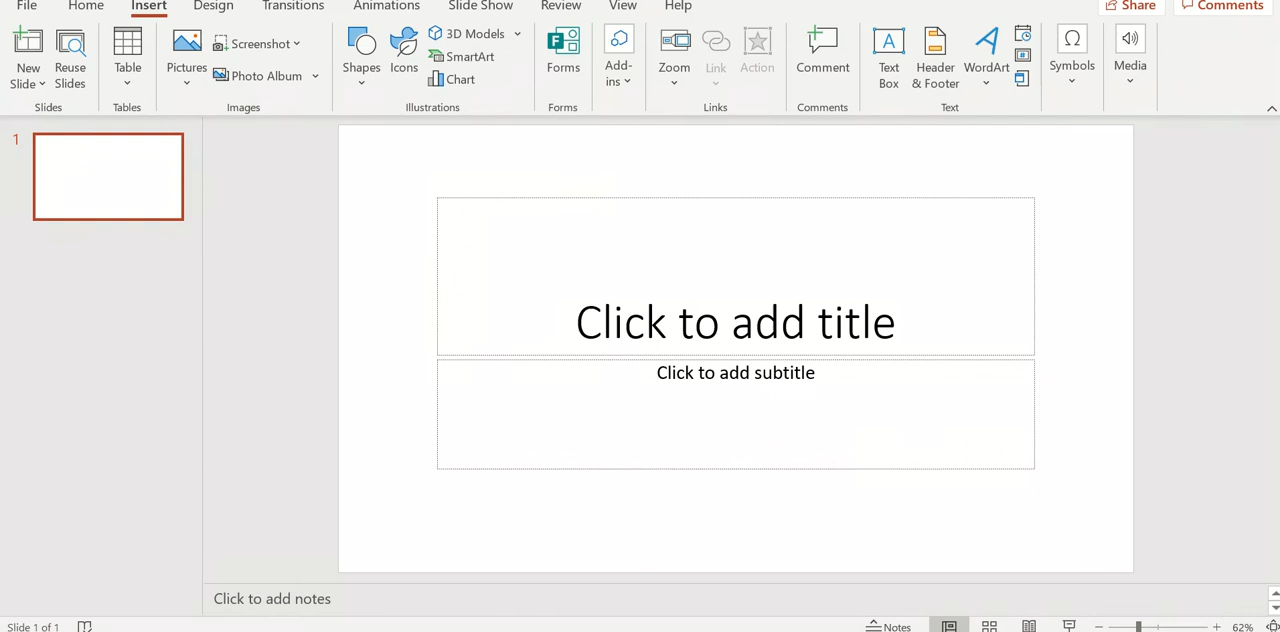 File Home Insert Design Transitions Animations Slide Show Review View Help Share Comments
New Slide
Reuse Slides
Slides
Table
Tables
Pictures
Screenshot
Photo Album
Images
Shapes
Icons
3D Models
SmartArt
Chart
Illustrations
Forms
Forms
Add-ins
Zoom
Link
Action
Links
Comment
Comments
Text Box
Header & Footer
WordArt
Text
Symbols
Media
1
Click to add title
Click to add subtitle
Click to add notes
Slide 1 of 1
Notes
62%